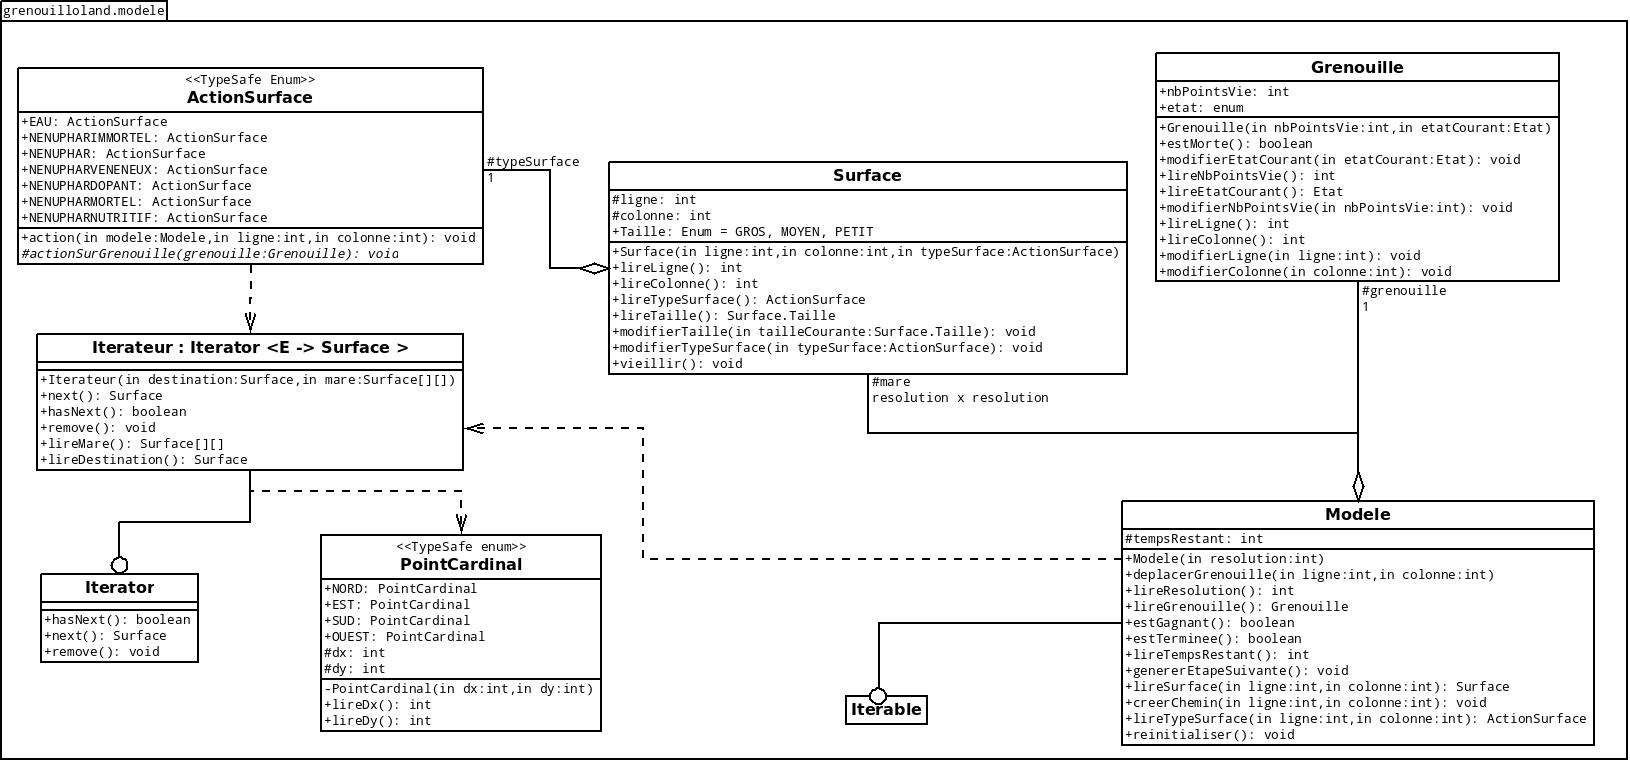 grenouilloland.modele
<<TypeSafe Enum>>
ActionSurface
+EAU: ActionSurface
+NENUPHARIMMORTEL: ActionSurface
+NENUPHAR: ActionSurface
+NENUPHARVENENEUX: ActionSurface
+NENUPHARDOPANT: ActionSurface
+NENUPHARMORTEL: ActionSurface
+NENUPHARNUTRITIF: ActionSurface
+action(in modele:Modele,in ligne:int,in colonne:int): void
#actionSurGrenouille(grenouille:Grenouille): void
#typeSurface
1
Surface
#ligne: int
#colonne: int
+Taille: Enum = GROS, MOYEN, PETIT
+Surface(in ligne:int,in colonne:int,in typeSurface:ActionSurface)
+lireLigne(): int
+lireColonne(): int
+lireTypeSurface(): ActionSurface
+lireTaille(): Surface.Taille
+modifierTaille(in tailleCourante:Surface.Taille): void
+modifierTypeSurface(in typeSurface:ActionSurface): void
+vieillir(): void
#mare
resolution x resolution
Grenouille
+nbPointsVie: int
+etat: enum
+Grenouille(in nbPointsVie:int,in etatCourant:Etat)
+estMorte(): boolean
+modifierEtatCourant(in etatCourant:Etat): void
+lireNbPointsVie(): int
+lireEtatCourant(): Etat
+modifierNbPointsVie(in nbPointsVie:int): void
+lireLigne(): int
+lireColonne(): int
+modifierLigne(in ligne:int): void
+modifierColonne(in colonne:int): void
#grenouille
1
Iterateur : Iterator <E -> Surface >
+Iterateur(in destination:Surface,in mare:Surface[][])
+next(): Surface
+hasNext(): boolean
+remove(): void
+lireMare(): Surface[][]
+lireDestination(): Surface
Iterator
+hasNext(): boolean
+next(): Surface
+remove(): void
<<TypeSafe enum>>
PointCardinal
+NORD: PointCardinal
+EST: PointCardinal
+SUD: PointCardinal
+OUEST: PointCardinal
#dx: int
#dy: int
-PointCardinal(in dx:int,in dy:int)
+lireDx(): int
+lireDy(): int
Iterable
Modele
#tempsRestant: int
+Modele(in resolution:int)
+deplacerGrenouille(in ligne:int,in colonne:int)
+lireResolution(): int
+lireGrenouille(): Grenouille
+estGagnant(): boolean
+estTerminee(): boolean
+lireTempsRestant(): int
+genererEtapeSuivante(): void
+lireSurface(in ligne:int,in colonne:int): Surface
+creerChemin(in ligne:int,in colonne:int): void
+lireTypeSurface(in ligne:int,in colonne:int): ActionSurface
+reinitialiser(): void